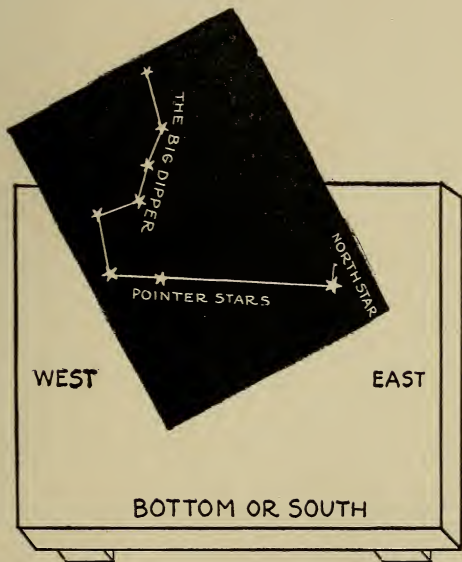 THE BIG DIPPER
NORTH STAR
POINTER STARS
WEST
EAST
BOTTOM OR SOUTH